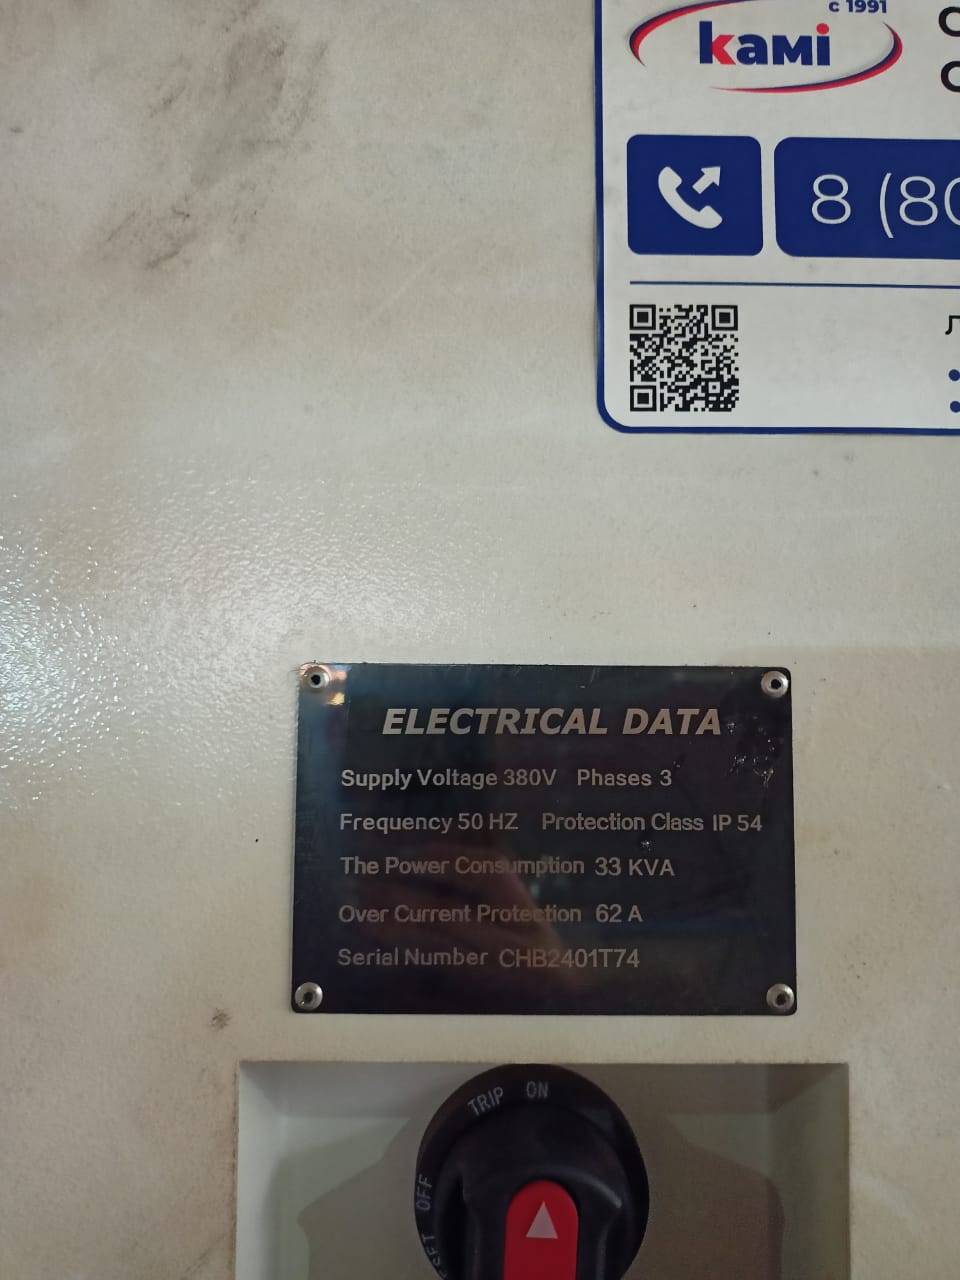 с 1991
kамi
8 (80
ELECTRICAL DATA
Supply Voltage 380V Phases 3
Frequency 50 HZ Protection Class IP 54
The Power Consumption 33 KVA
Over Current Protection 62 A
Serial Number CHB2401T74
TRIP ON
OFF